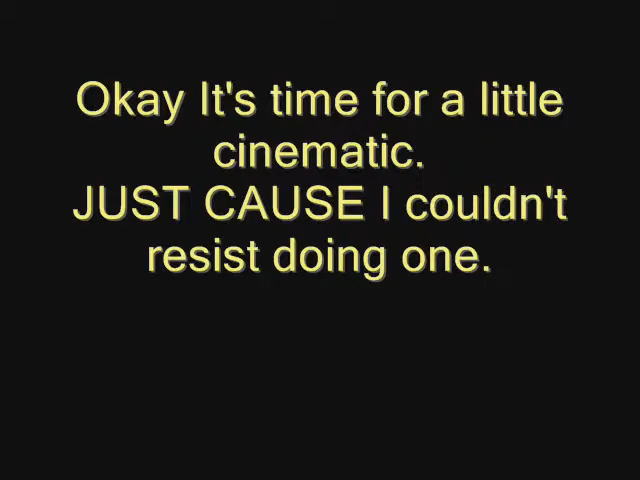 Okay It's time for a little
cinematic.
JUST CAUSE I couldn't
resist doing one.